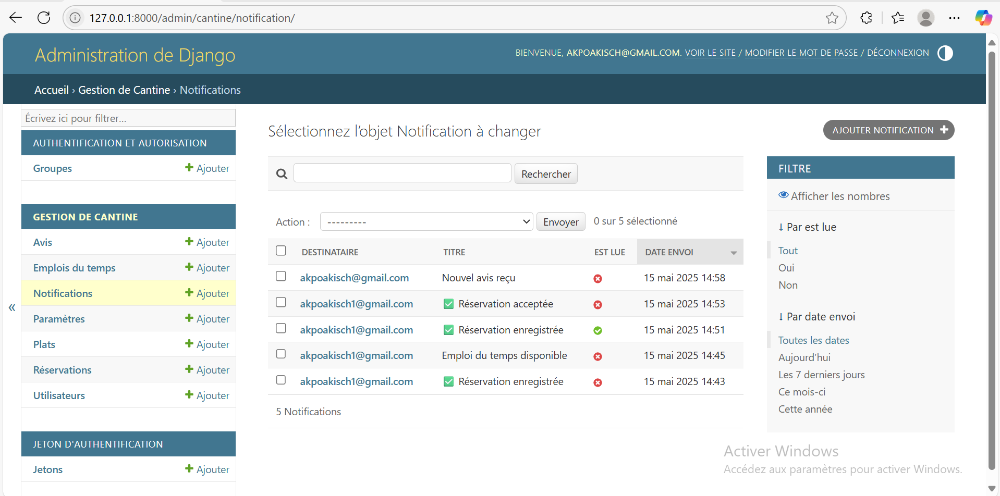 127.0.0.1:8000/admin/cantine/notification/
Administration de Django
BIENVENUE, AKPOAKISCH@GMAIL.COM. VOIR LE SITE / MODIFIER LE MOT DE PASSE / DÉCONNEXION
Accueil › Gestion de Cantine › Notifications
Écrivez ici pour filtrer…
AUTHENTIFICATION ET AUTORISATION
Groupes Ajouter
GESTION DE CANTINE
Avis Ajouter
Emplois du temps Ajouter
Notifications Ajouter
Paramètres Ajouter
Plats Ajouter
Réservations Ajouter
Utilisateurs Ajouter
JETON D'AUTHENTIFICATION
Jetons Ajouter
«
Sélectionnez l’objet Notification à changer
AJOUTER NOTIFICATION
Rechercher
Action : --------- Envoyer 0 sur 5 sélectionné
DESTINATAIRE TITRE EST LUE DATE ENVOI
akpoakisch@gmail.com Nouvel avis reçu 15 mai 2025 14:58
akpoakisch1@gmail.com ✅ Réservation acceptée 15 mai 2025 14:53
akpoakisch1@gmail.com ✅ Réservation enregistrée 15 mai 2025 14:51
akpoakisch1@gmail.com Emploi du temps disponible 15 mai 2025 14:45
akpoakisch1@gmail.com ✅ Réservation enregistrée 15 mai 2025 14:43
5 Notifications
FILTRE
Afficher les nombres
↓ Par est lue
Tout
Oui
Non
↓ Par date envoi
Toutes les dates
Aujourd’hui
Les 7 derniers jours
Ce mois-ci
Cette année
Activer Windows
Accédez aux paramètres pour activer Windows.